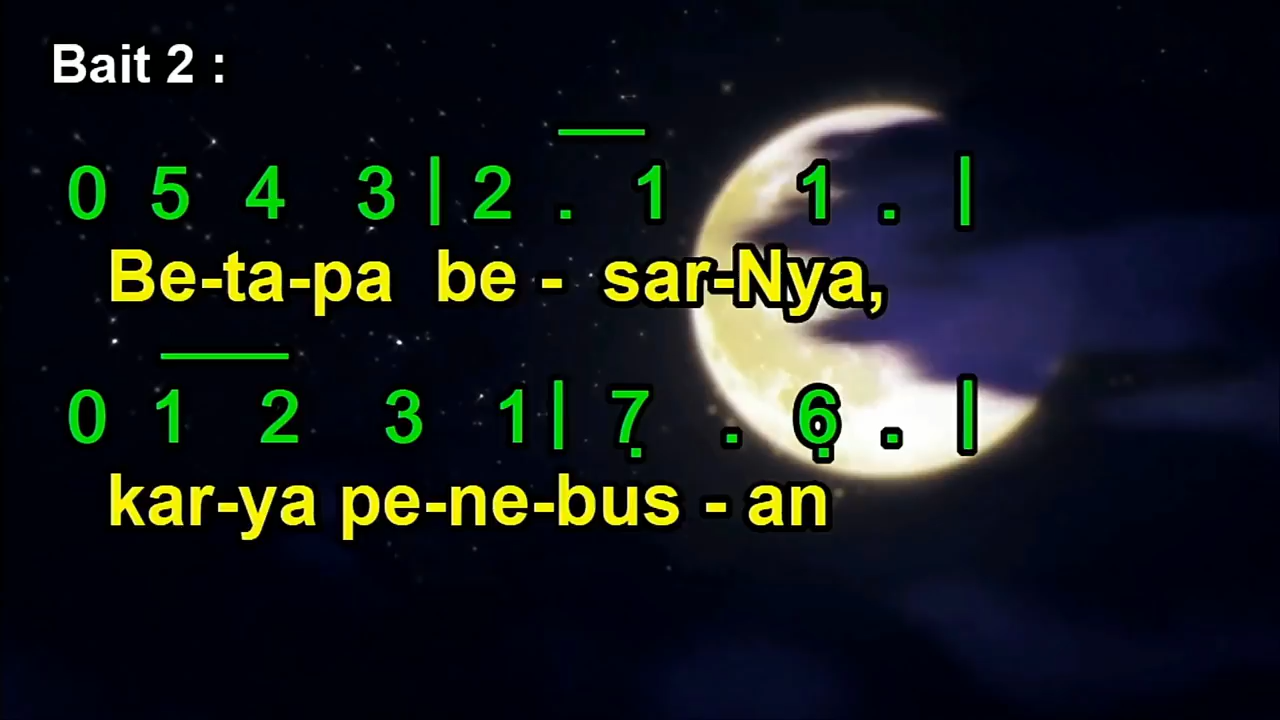 Bait 2 :
0 5 4 3 | 2 . 1 1 . |
Be-ta-pa be - sar-Nya,
0 1 2 3 1 | 7̣ . 6̣ . |
kar-ya pe-ne-bus - an